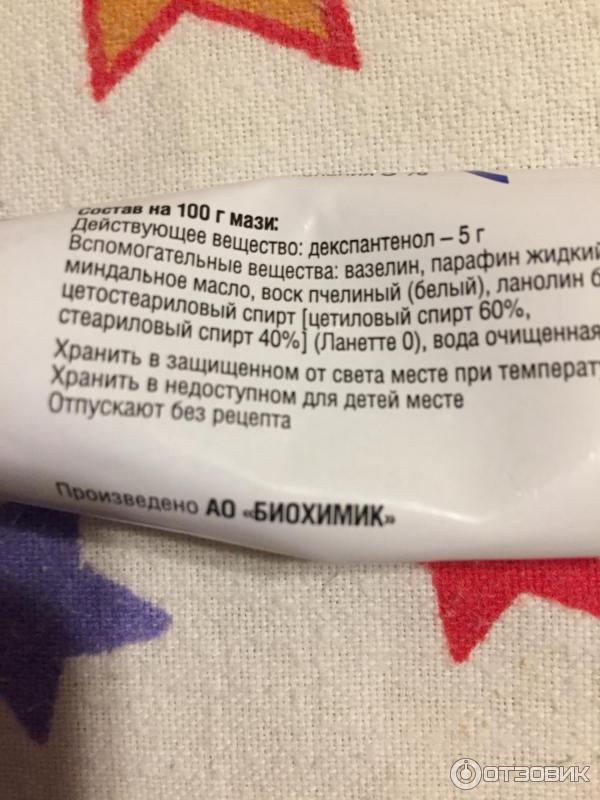 Состав на 100 г мази:
Действующее вещество: декспантенол – 5 г
Вспомогательные вещества: вазелин, парафин жидкий
миндальное масло, воск пчелиный (белый), ланолин б
цетостеариловый спирт [цетиловый спирт 60%,
стеариловый спирт 40%] (Ланетте 0), вода очищенная
Хранить в защищенном от света месте при температу
Хранить в недоступном для детей месте
Отпускают без рецепта
Произведено АО «БИОХИМИК»
ОТЗОВИК